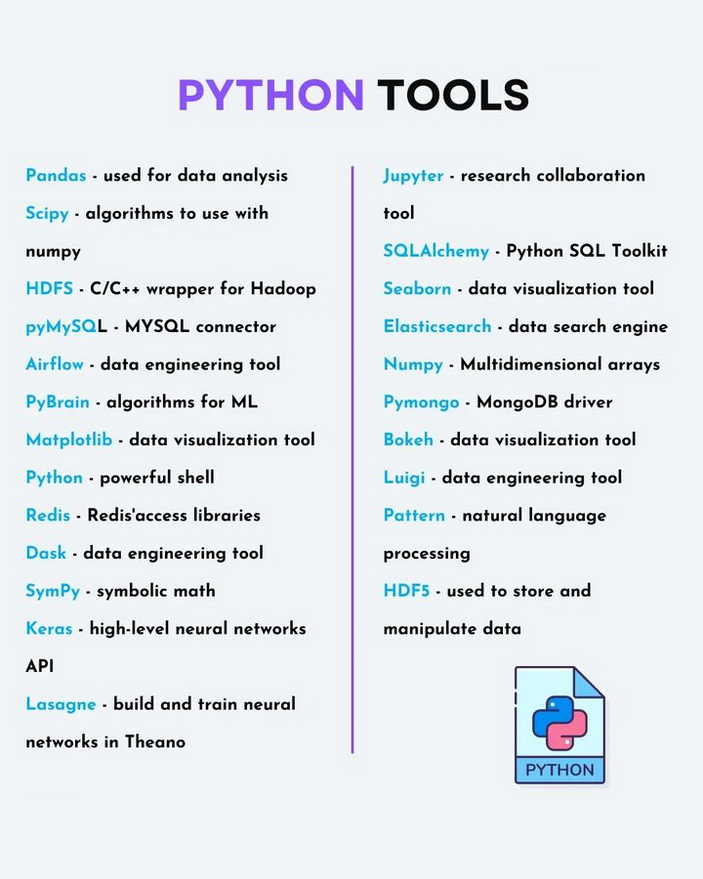 PYTHON TOOLS
Pandas - used for data analysis
Scipy - algorithms to use with
numpy
HDFS - C/C++ wrapper for Hadoop
pyMySQL - MYSQL connector
Airflow - data engineering tool
PyBrain - algorithms for ML
Matplotlib - data visualization tool
Python - powerful shell
Redis - Redis'access libraries
Dask - data engineering tool
SymPy - symbolic math
Keras - high-level neural networks
API
Lasagne - build and train neural
networks in Theano
Jupyter - research collaboration
tool
SQLAlchemy - Python SQL Toolkit
Seaborn - data visualization tool
Elasticsearch - data search engine
Numpy - Multidimensional arrays
Pymongo - MongoDB driver
Bokeh - data visualization tool
Luigi - data engineering tool
Pattern - natural language
processing
HDF5 - used to store and
manipulate data
PYTHON